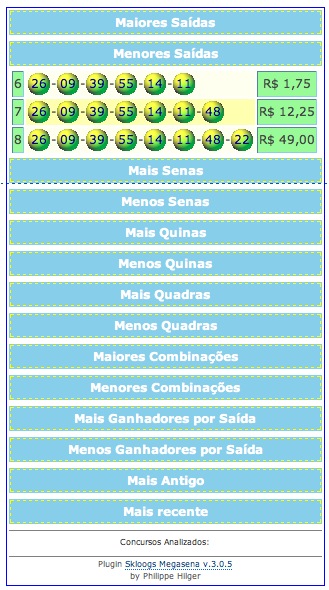 Maiores Saídas
Menores Saídas
6 26-09-39-55-14-11 R$ 1,75
7 26-09-39-55-14-11-48 R$ 12,25
8 26-09-39-55-14-11-48-22 R$ 49,00
Mais Senas
Menos Senas
Mais Quinas
Menos Quinas
Mais Quadras
Menos Quadras
Maiores Combinações
Menores Combinações
Mais Ganhadores por Saída
Menos Ganhadores por Saída
Mais Antigo
Mais recente
Concursos Analizados:
Plugin Skloogs Megasena v.3.0.5
by Philippe Hilger